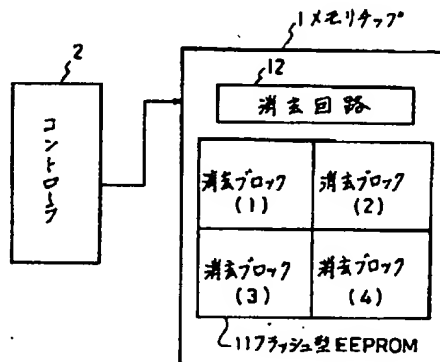 1メモリチップ
2
12
コントローラ
消去回路
消去ブロック
(1)
消去ブロック
(2)
消去ブロック
(3)
消去ブロック
(4)
11フラッシュ型EEPROM